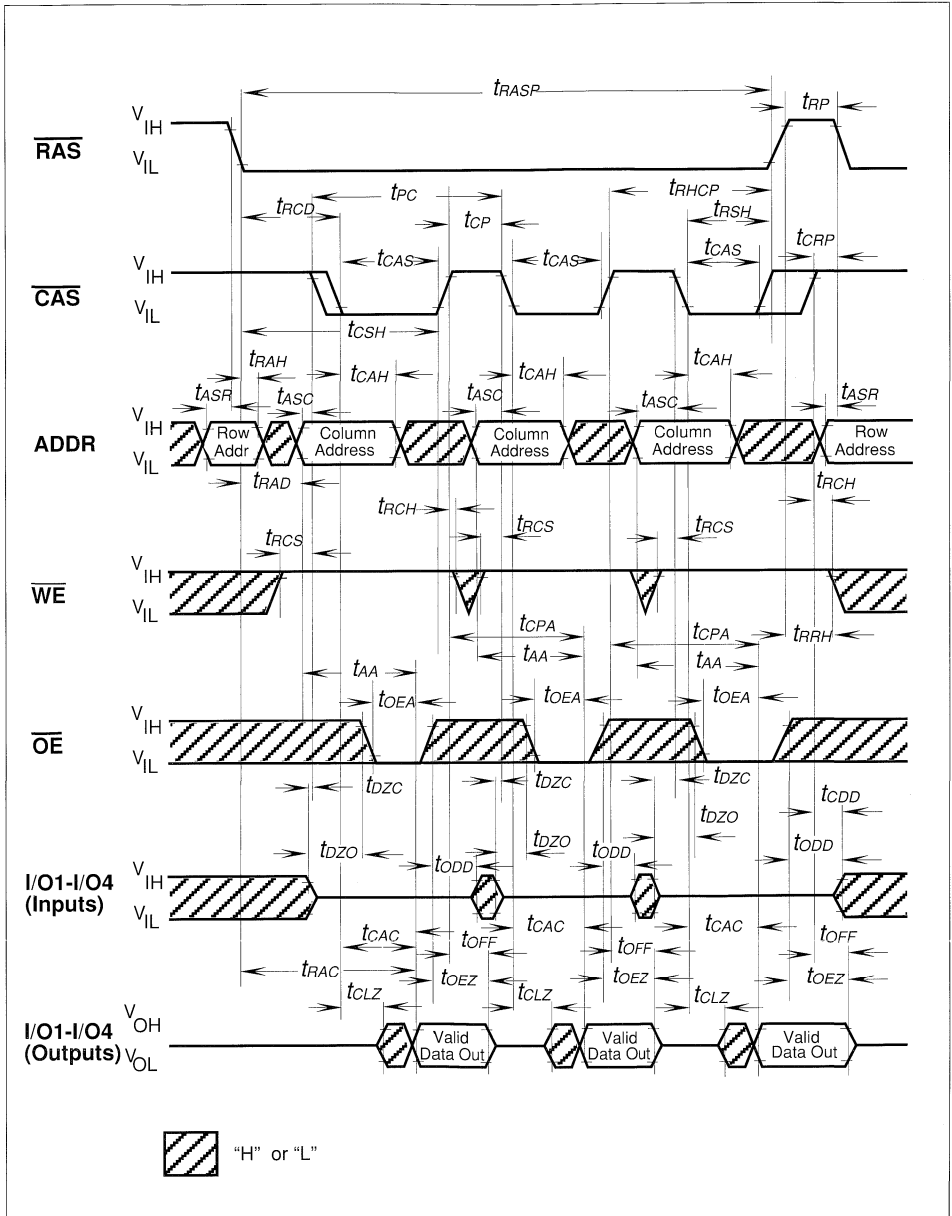 tRASP
tRP
VIH
RAS
VIL
tPC
tRHCP
tRCD
tCP
tRSH
tCAS
tCAS
tCAS
tCRP
VIH
CAS
VIL
tCSH
tRAH
tCAH
tCAH
tCAH
tASR
tASC
tASC
tASC
tASR
VIH
ADDR
VIL
Row Addr
Column Address
Column Address
Column Address
Row Address
tRAD
tRCH
tRCH
tRCS
tRCS
tRCS
VIH
WE
VIL
tCPA
tCPA
tRRH
tAA
tAA
tAA
tOEA
tOEA
tOEA
VIH
OE
VIL
tDZC
tDZC
tDZC
tCDD
tDZO
tDZO
tDZO
tODD
tODD
tODD
VIH
I/O1-I/O4
(Inputs)
VIL
tCAC
tOFF
tCAC
tOFF
tCAC
tOFF
tRAC
tOEZ
tOEZ
tOEZ
tCLZ
tCLZ
tCLZ
VOH
I/O1-I/O4
(Outputs)
VOL
Valid Data Out
Valid Data Out
Valid Data Out
"H" or "L"